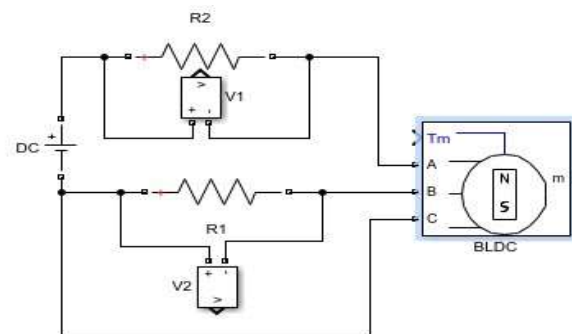 R2
+
v
V1
+ -
DC
+
Tm
A
B
C
N
S
m
BLDC
R1
+
+ -
V2
v